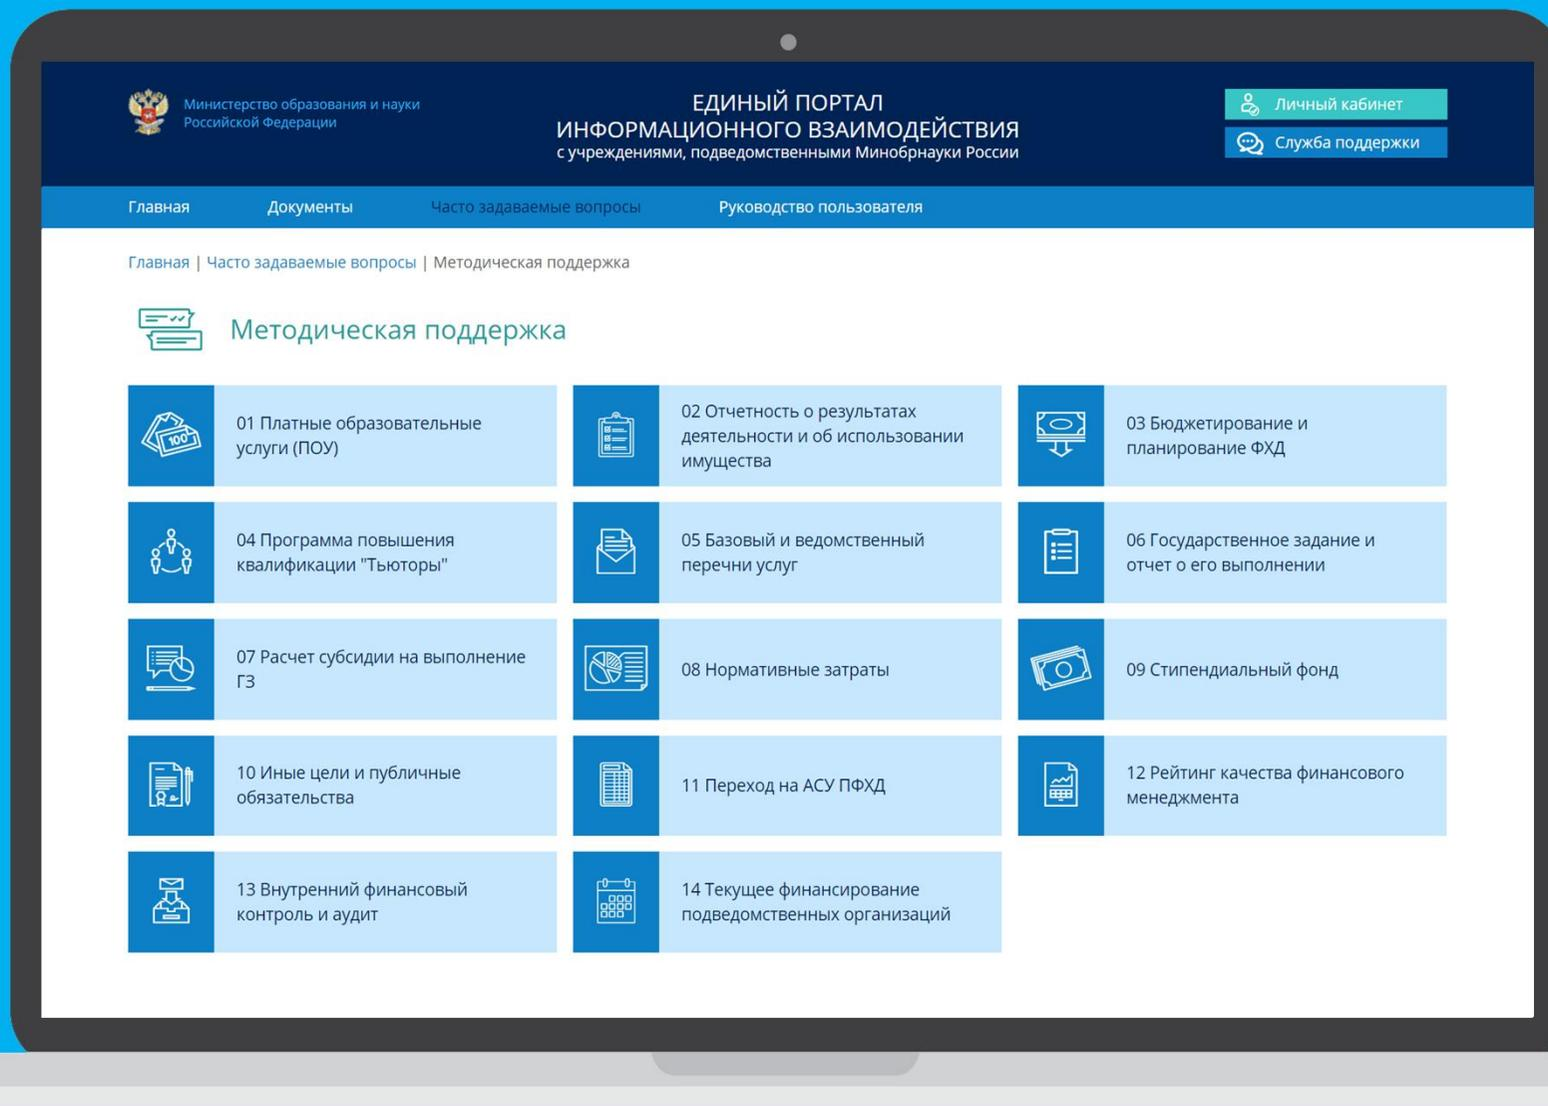 Министерство образования и науки
Российской Федерации
ЕДИНЫЙ ПОРТАЛ
ИНФОРМАЦИОННОГО ВЗАИМОДЕЙСТВИЯ
с учреждениями, подведомственными Минобрнауки России
Личный кабинет
Служба поддержки
Главная Документы Часто задаваемые вопросы Руководство пользователя
Главная | Часто задаваемые вопросы | Методическая поддержка
Методическая поддержка
100
01 Платные образовательные
услуги (ПОУ)
02 Отчетность о результатах
деятельности и об использовании
имущества
03 Бюджетирование и
планирование ФХД
04 Программа повышения
квалификации "Тьюторы"
05 Базовый и ведомственный
перечни услуг
06 Государственное задание и
отчет о его выполнении
07 Расчет субсидии на выполнение
ГЗ
08 Нормативные затраты
09 Стипендиальный фонд
10 Иные цели и публичные
обязательства
11 Переход на АСУ ПФХД
12 Рейтинг качества финансового
менеджмента
13 Внутренний финансовый
контроль и аудит
14 Текущее финансирование
подведомственных организаций